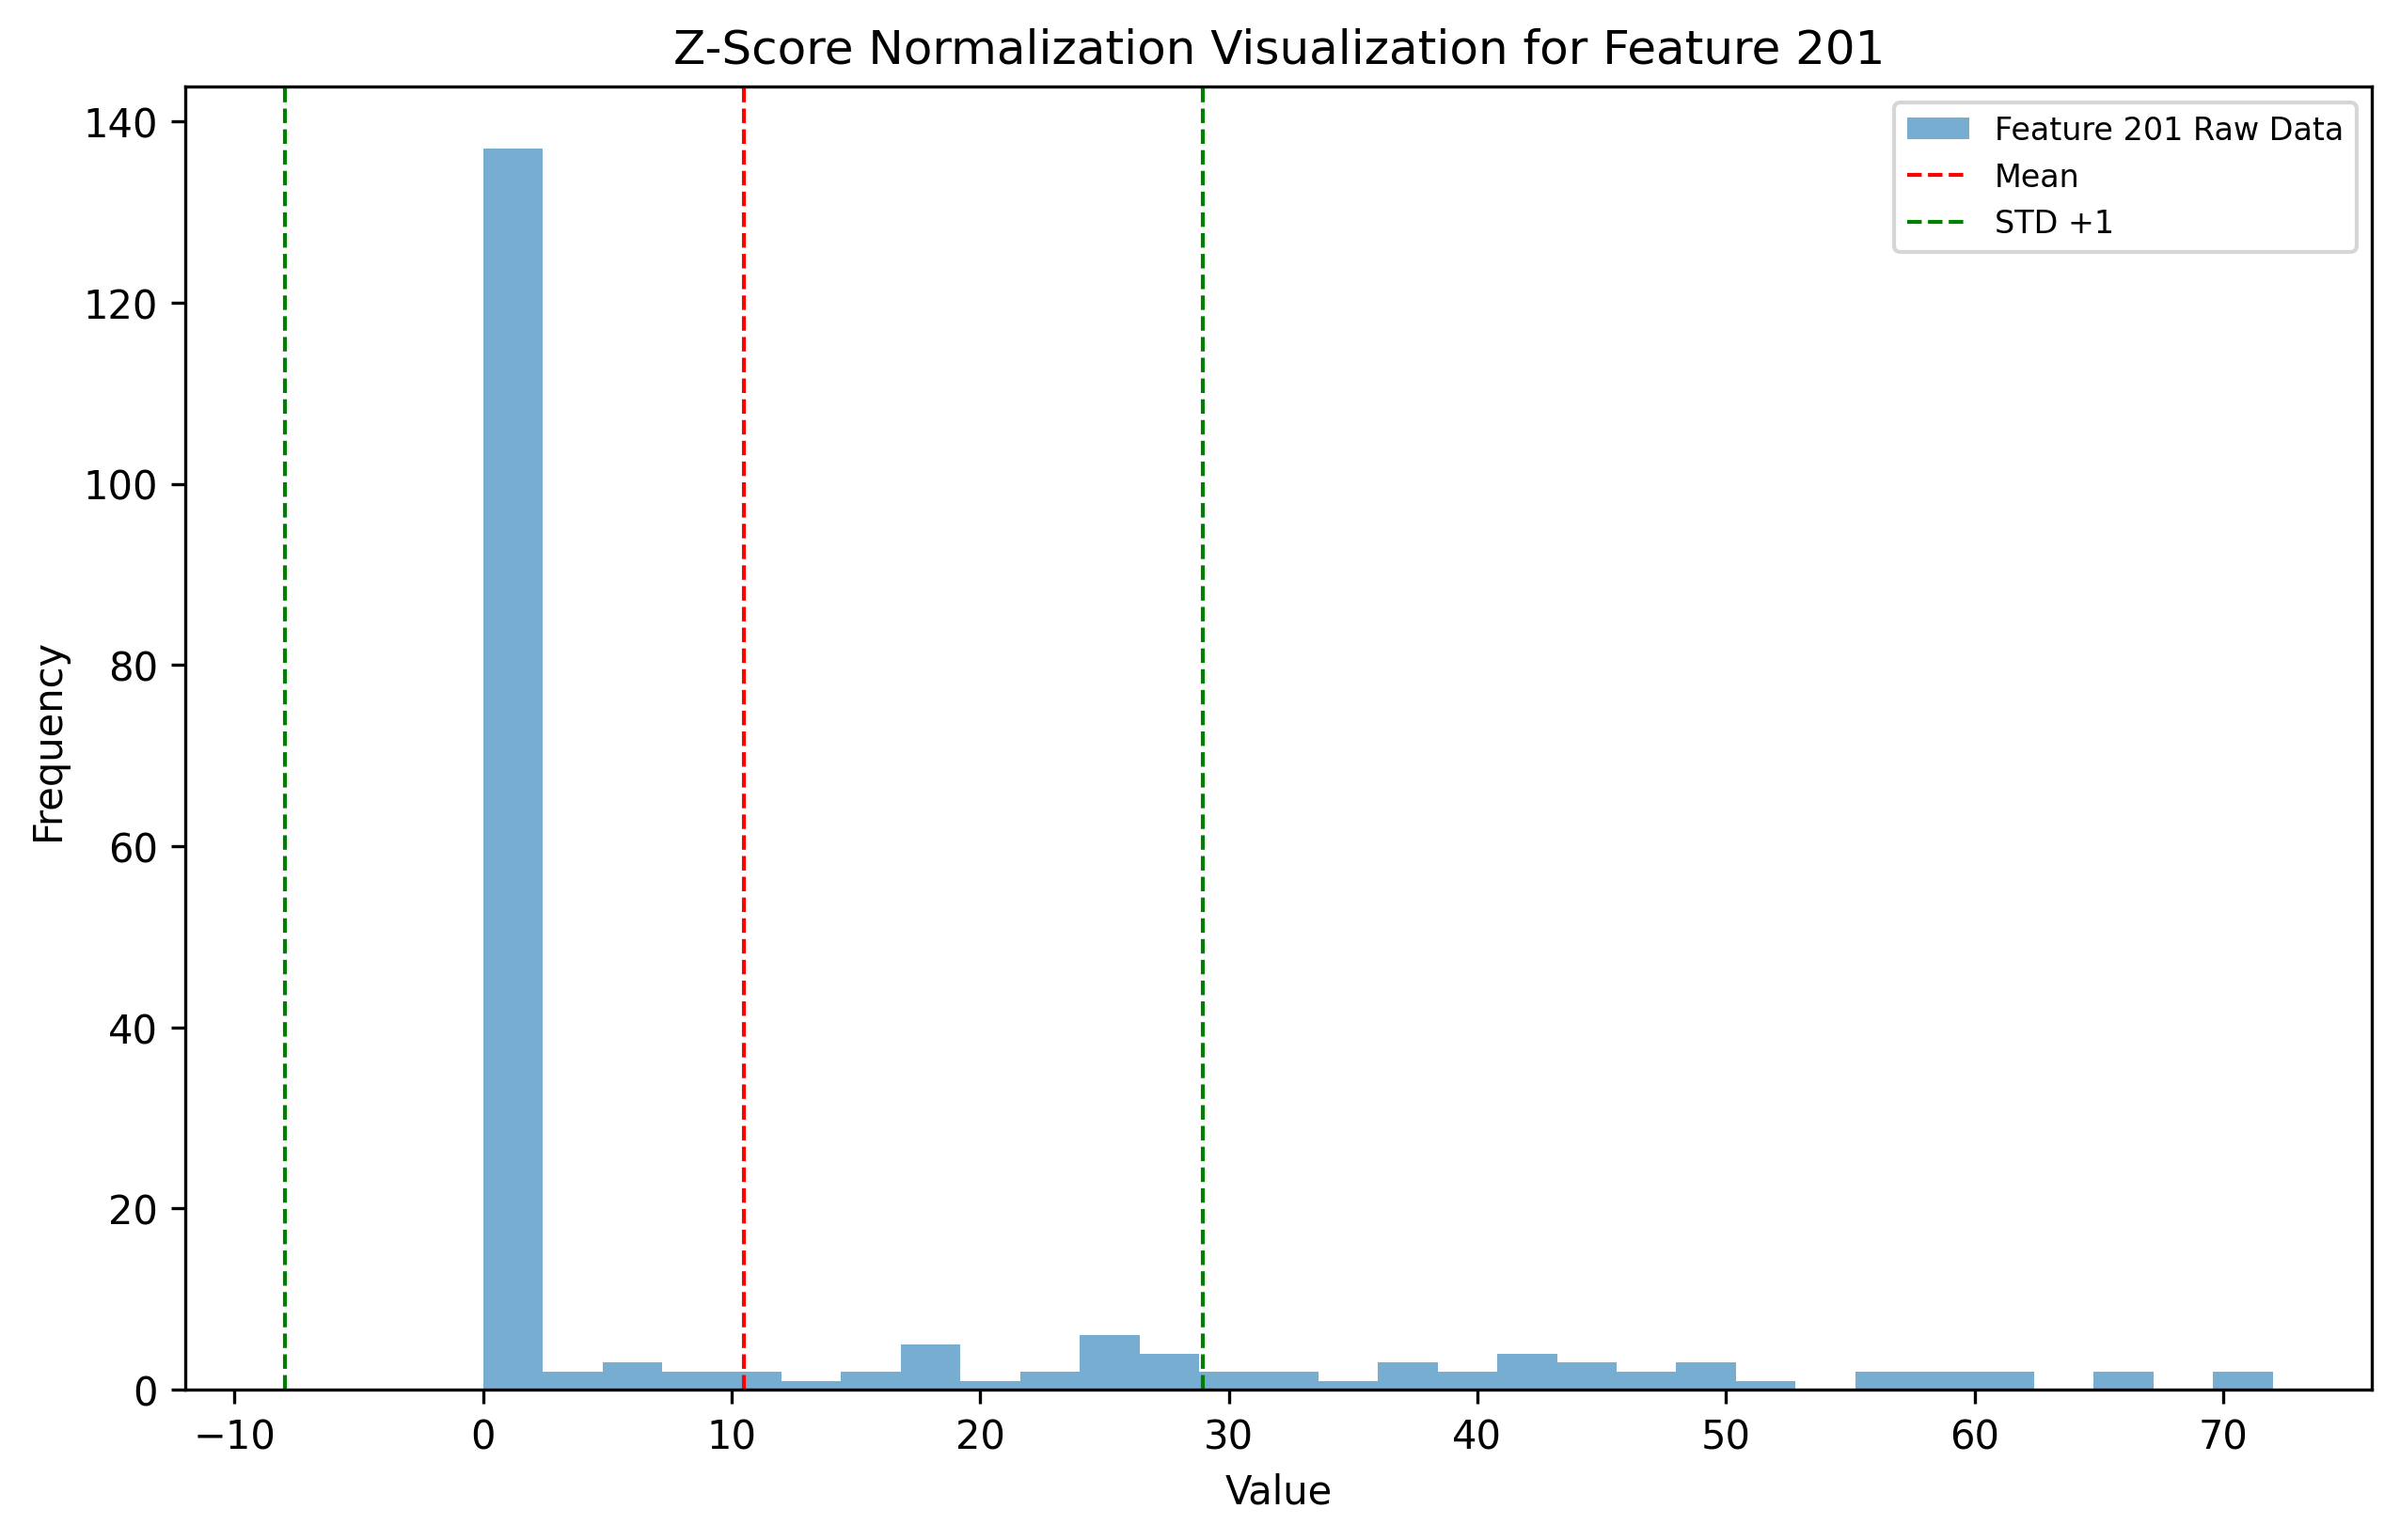 Z-Score Normalization Visualization for Feature 201
Feature 201 Raw Data
Mean
STD +1
140
120
100
80
60
40
20
0
Frequency
−10 0 10 20 30 40 50 60 70
Value